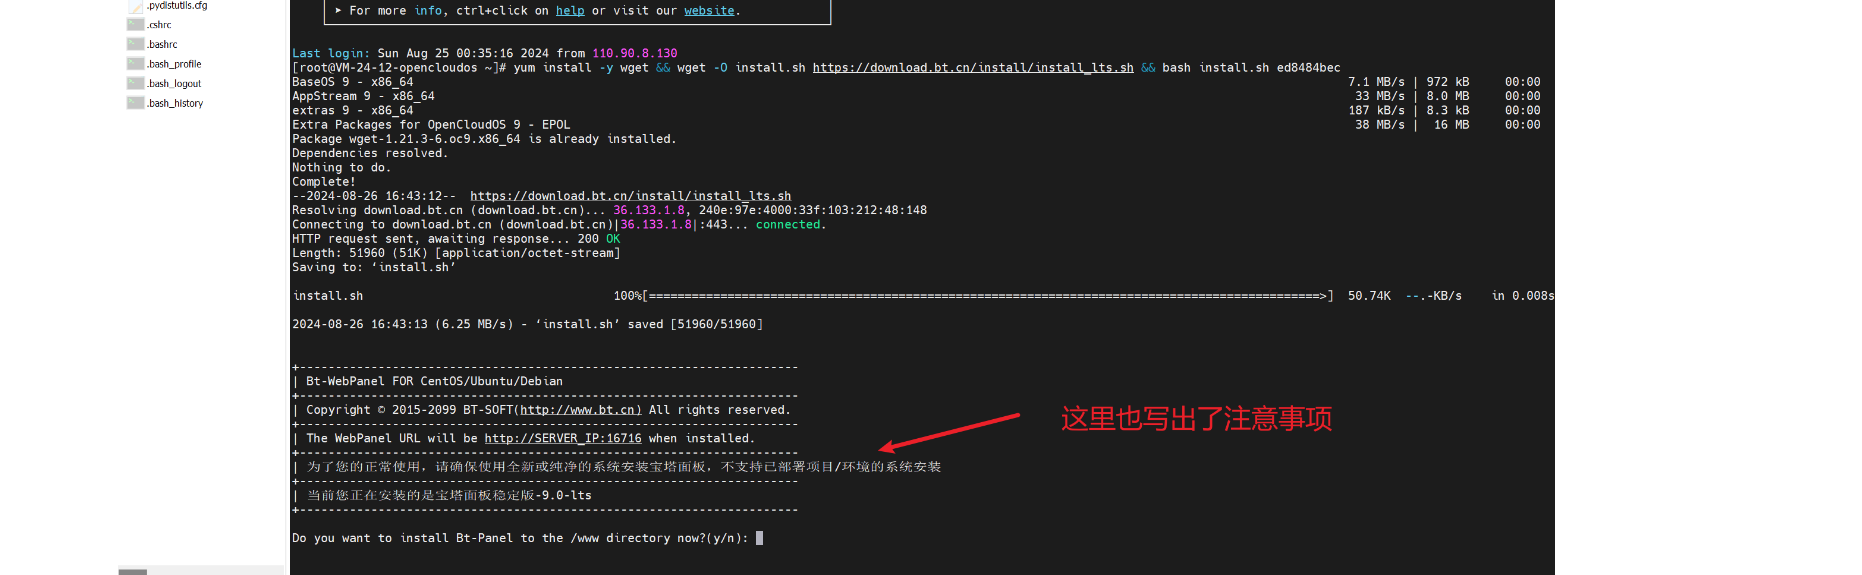 .pydistutils.cfg
.cshrc
.bashrc
.bash_profile
.bash_logout
.bash_history
➤ For more info, ctrl+click on help or visit our website.
Last login: Sun Aug 25 00:35:16 2024 from 110.90.8.130
[root@VM-24-12-opencloudos ~]# yum install -y wget && wget -O install.sh https://download.bt.cn/install/install_lts.sh && bash install.sh ed8484bec
BaseOS 9 - x86_64 7.1 MB/s | 972 kB 00:00
AppStream 9 - x86_64 33 MB/s | 8.0 MB 00:00
extras 9 - x86_64 187 kB/s | 8.3 kB 00:00
Extra Packages for OpenCloudOS 9 - EPOL 38 MB/s | 16 MB 00:00
Package wget-1.21.3-6.oc9.x86_64 is already installed.
Dependencies resolved.
Nothing to do.
Complete!
--2024-08-26 16:43:12-- https://download.bt.cn/install/install_lts.sh
Resolving download.bt.cn (download.bt.cn)... 36.133.1.8, 240e:97e:4000:33f:103:212:48:148
Connecting to download.bt.cn (download.bt.cn)|36.133.1.8|:443... connected.
HTTP request sent, awaiting response... 200 OK
Length: 51960 (51K) [application/octet-stream]
Saving to: ‘install.sh’
install.sh 100%[==============================================================================================>] 50.74K --.-KB/s in 0.008s
2024-08-26 16:43:13 (6.25 MB/s) - ‘install.sh’ saved [51960/51960]
+----------------------------------------------------------------------
| Bt-WebPanel FOR CentOS/Ubuntu/Debian
+----------------------------------------------------------------------
| Copyright © 2015-2099 BT-SOFT(http://www.bt.cn) All rights reserved.
+----------------------------------------------------------------------
| The WebPanel URL will be http://SERVER_IP:16716 when installed.
+----------------------------------------------------------------------
| 为了您的正常使用，请确保使用全新或纯净的系统安装宝塔面板，不支持已部署项目/环境的系统安装
+----------------------------------------------------------------------
| 当前您正在安装的是宝塔面板稳定版-9.0-lts
+----------------------------------------------------------------------
Do you want to install Bt-Panel to the /www directory now?(y/n):
这里也写出了注意事项